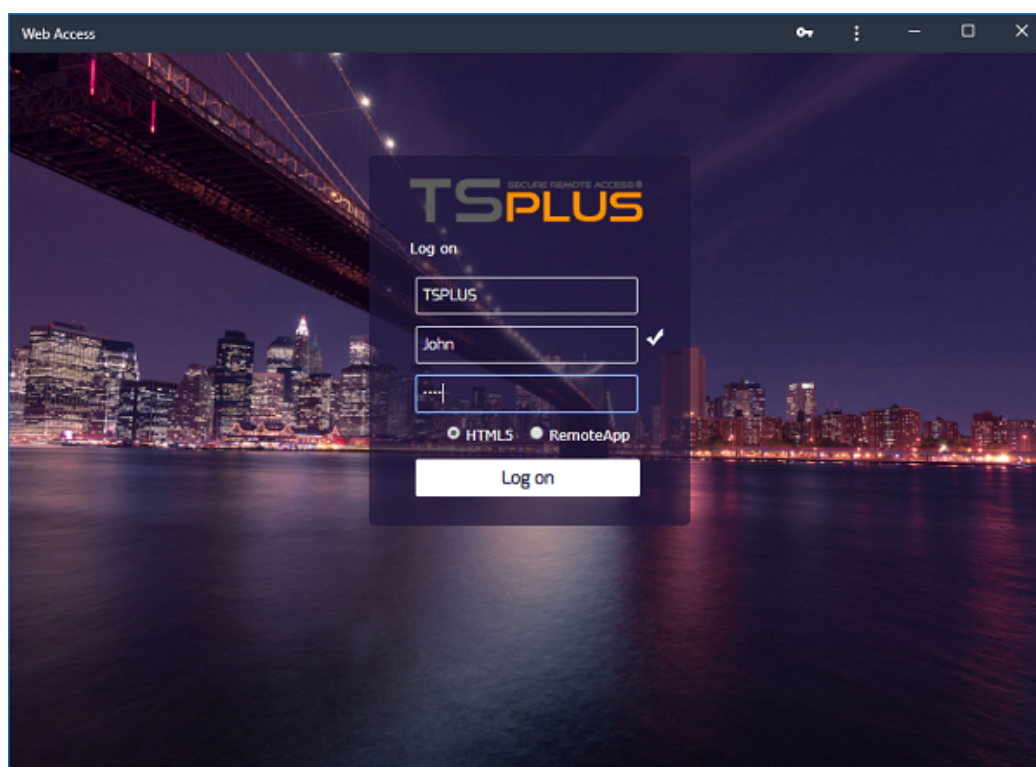 Web Access
SECURE REMOTE ACCESS®
TSPLUS
Log on
TSPLUS
John
····
HTML5 RemoteApp
Log on